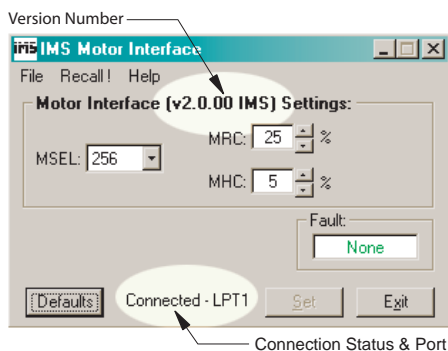 Version Number
IMS IMS Motor Interface
File Recall! Help
Motor Interface (v2.0.00 IMS) Settings:
MSEL: 256
MRC: 25 %
MHC: 5 %
Fault:
None
Defaults Connected - LPT1 Set Exit
Connection Status & Port